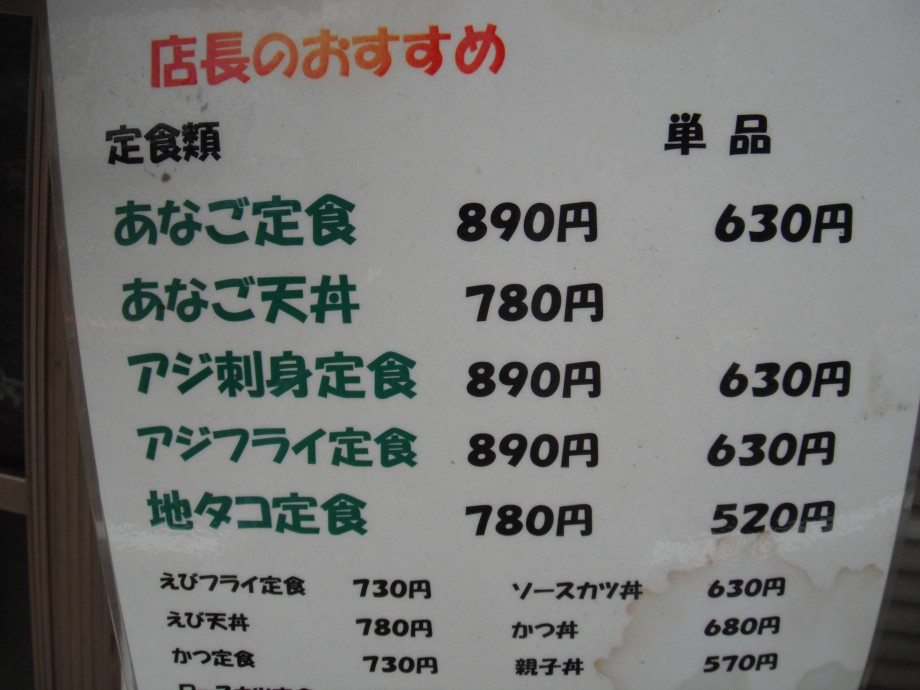 店長のおすすめ
定食類 単品
あなご定食 890円 630円
あなご天丼 780円
アジ刺身定食 890円 630円
アジフライ定食 890円 630円
地タコ定食 780円 520円
えびフライ定食 730円 ソースカツ丼 630円
えび天丼 780円 かつ丼 680円
かつ定食 730円 親子丼 570円